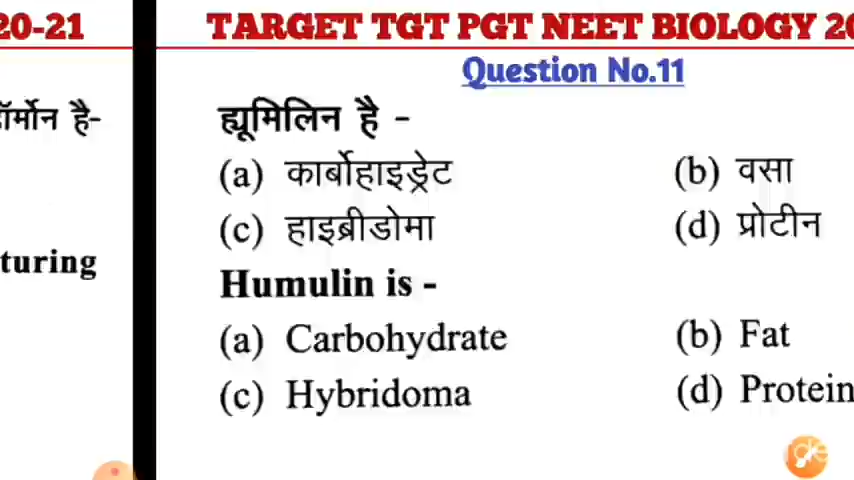 20-21
ॉर्मोन है-
turing
TARGET TGT PGT NEET BIOLOGY 20
Question No.11
ह्यूमिलिन है -
(a) कार्बोहाइड्रेट (b) वसा
(c) हाइब्रीडोमा (d) प्रोटीन
Humulin is -
(a) Carbohydrate (b) Fat
(c) Hybridoma (d) Protein